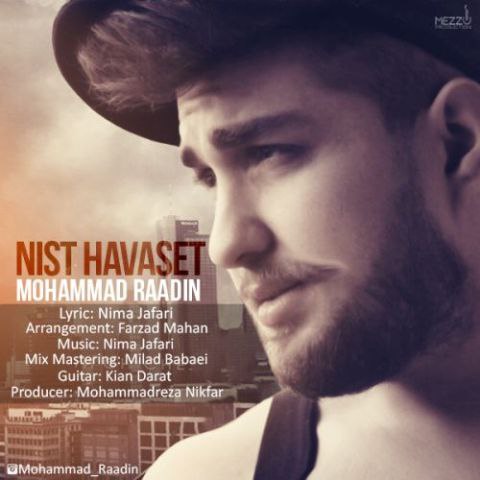 MEZZO
PRODUCTION
NIST HAVASET
MOHAMMAD RAADIN
Lyric: Nima Jafari
Arrangement: Farzad Mahan
Music: Nima Jafari
Mix Mastering: Milad Babaei
Guitar: Kian Darat
Producer: Mohammadreza Nikfar
Mohammad_Raadin